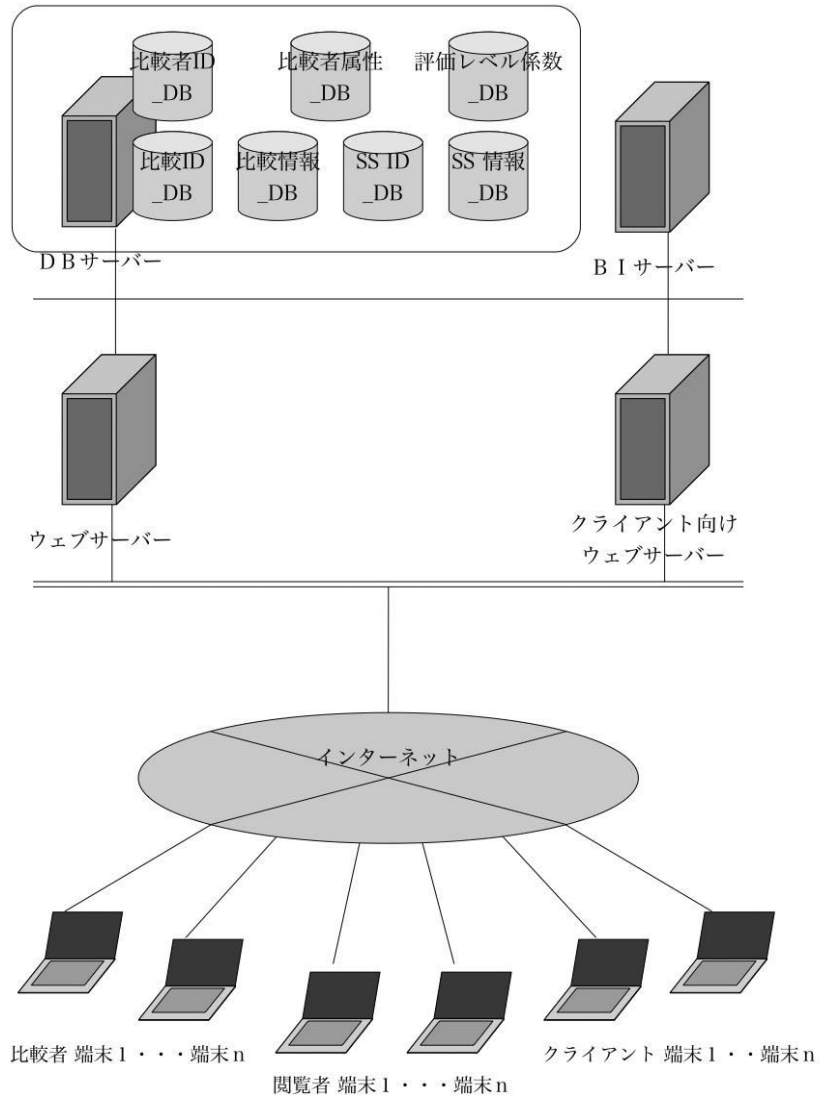 比較者ID
_DB
比較者属性
_DB
評価レベル係数
_DB
比較ID
_DB
比較情報
_DB
SS ID
_DB
SS 情報
_DB
ＤＢサーバー
ＢＩサーバー
ウェブサーバー
クライアント向け
ウェブサーバー
インターネット
比較者 端末１・・・端末ｎ
閲覧者 端末１・・・端末ｎ
クライアント 端末１・・端末ｎ